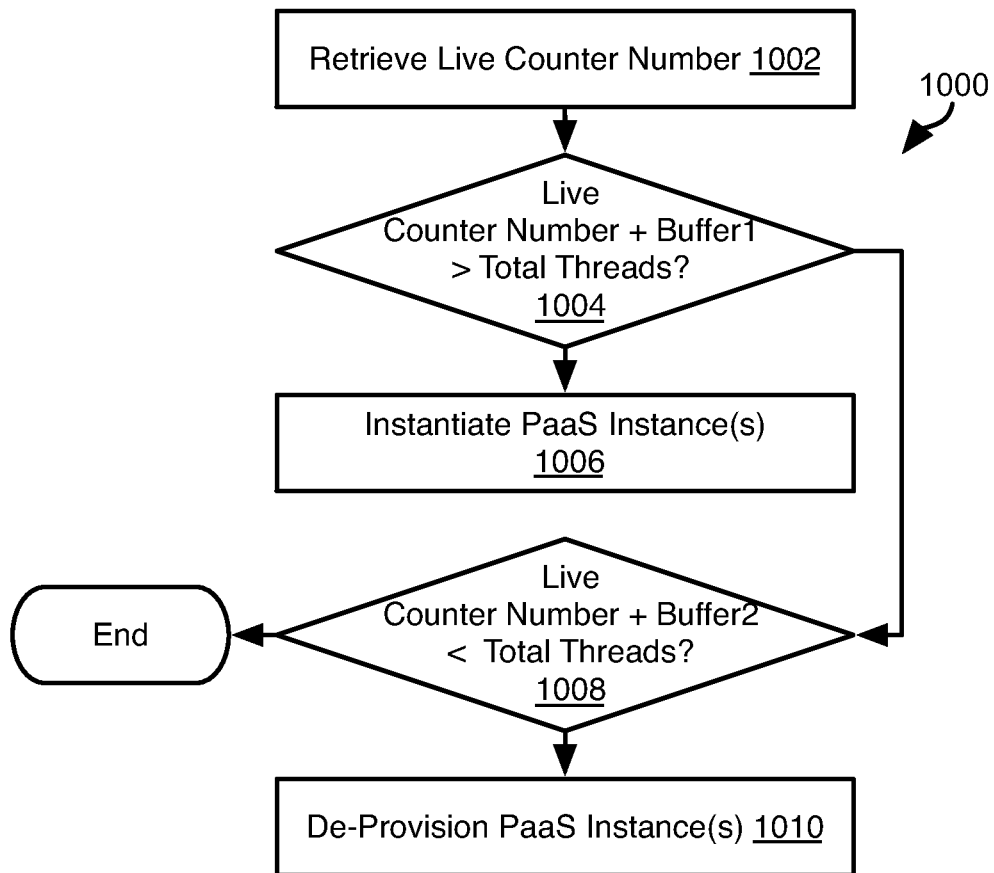 Retrieve Live Counter Number 1002
1000
Live
Counter Number + Buffer1
> Total Threads?
1004
Instantiate PaaS Instance(s)
1006
Live
Counter Number + Buffer2
< Total Threads?
1008
End
De-Provision PaaS Instance(s) 1010